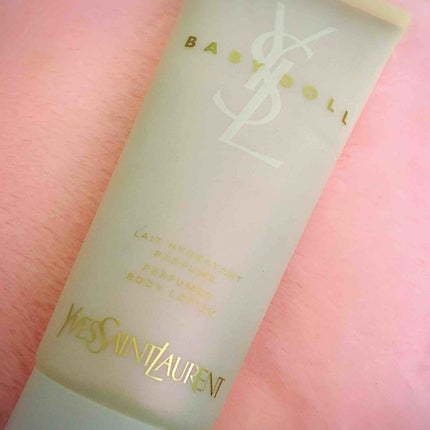 YSL
BABY DOLL
LAIT HYDRATANT
PARFUMÉ
PERFUMED
BODY LOTION
YVESSAINTLAURENT